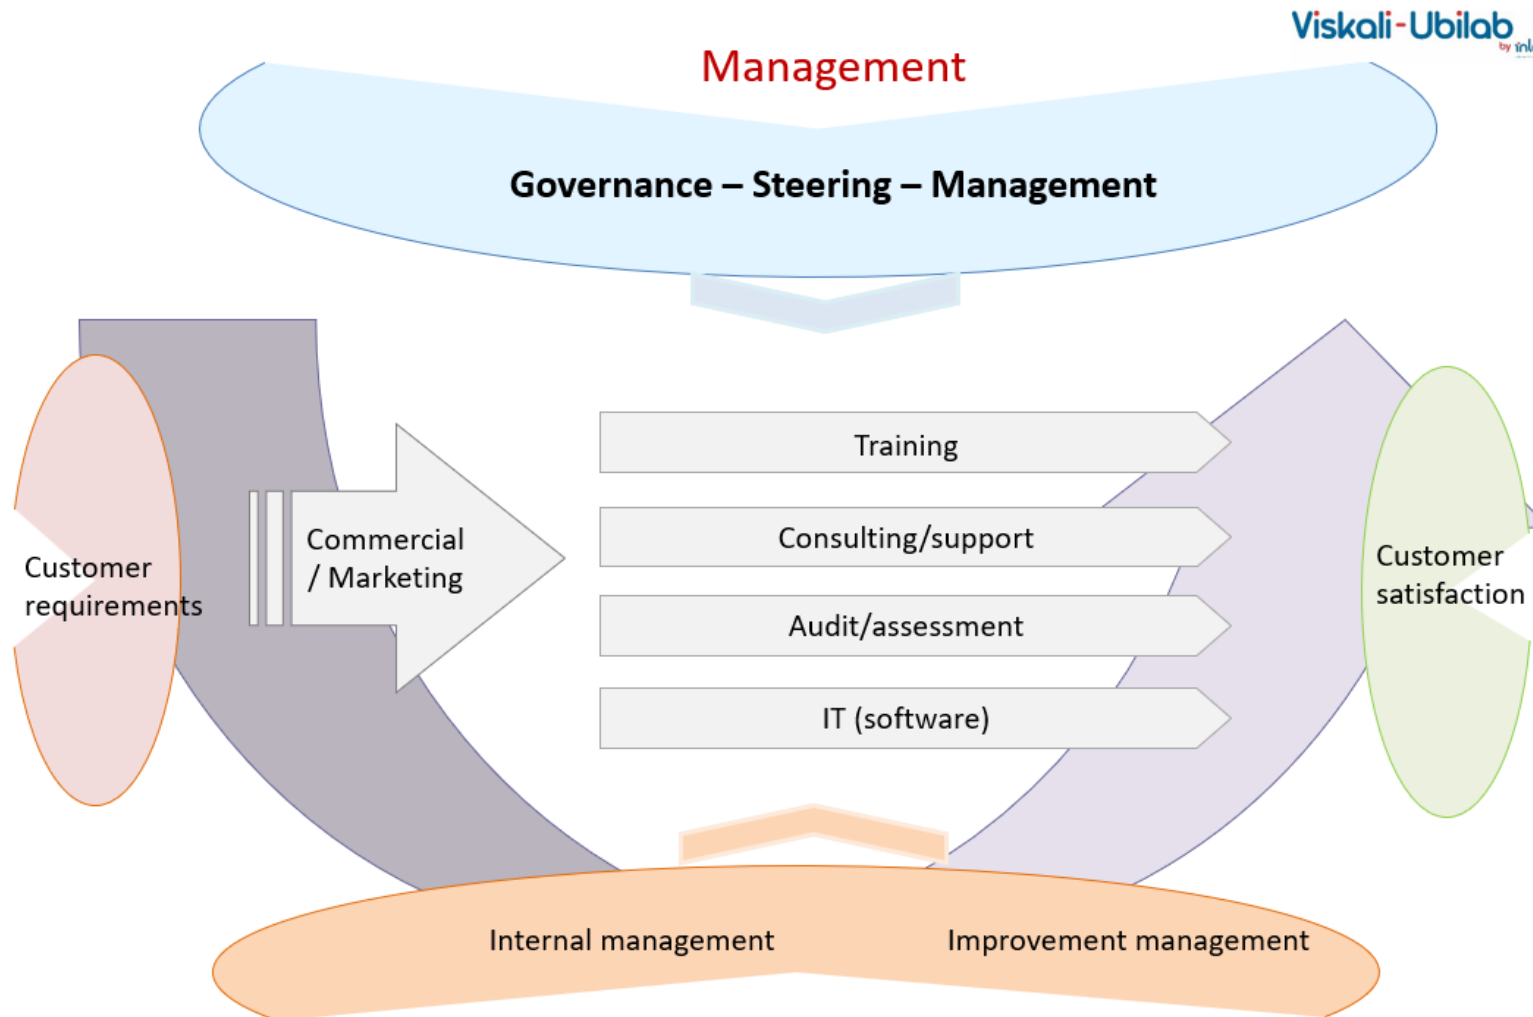 Viskali-Ubilab
by
Management
Governance – Steering – Management
Training
Commercial
/ Marketing
Consulting/support
Customer
requirements
Customer
satisfaction
Audit/assessment
IT (software)
Internal management
Improvement management